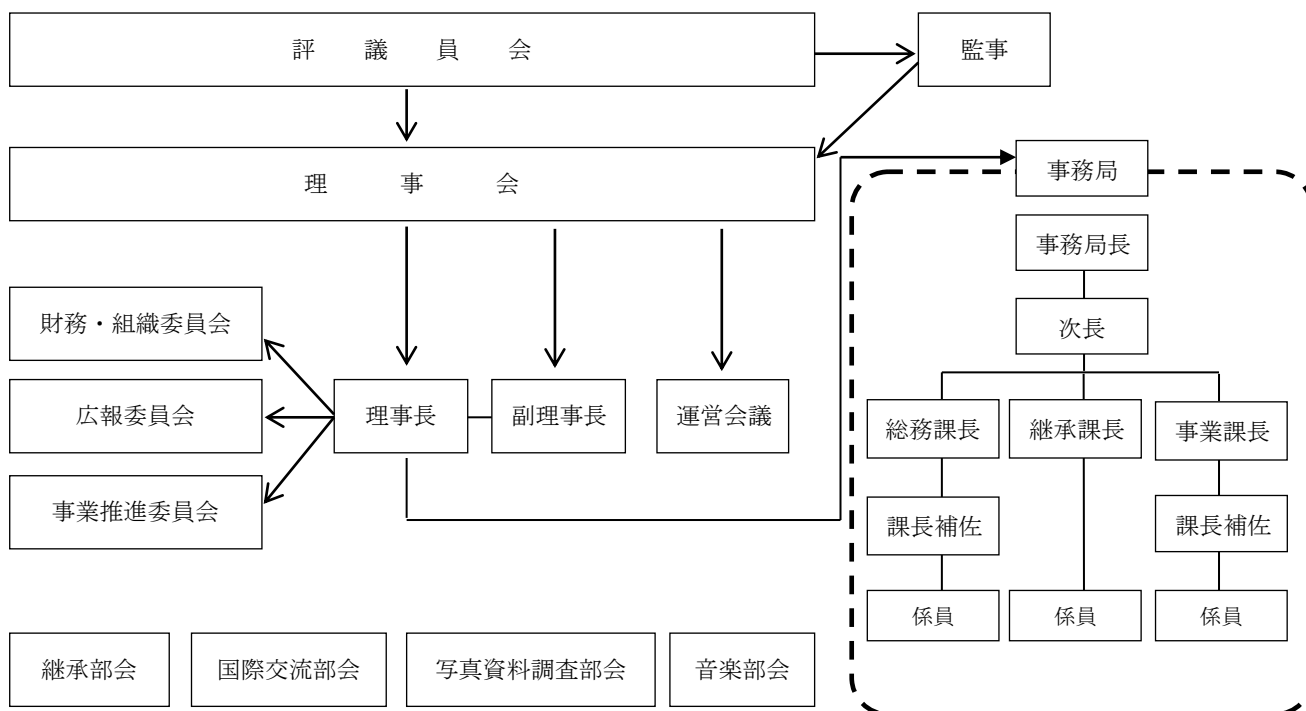 評議員会
監事
理事会
事務局
事務局長
次長
財務・組織委員会
広報委員会
事業推進委員会
理事長
副理事長
運営会議
総務課長
継承課長
事業課長
課長補佐
課長補佐
係員
係員
係員
継承部会
国際交流部会
写真資料調査部会
音楽部会